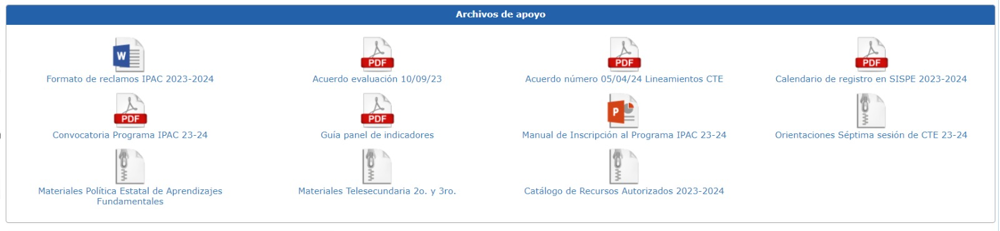 Archivos de apoyo
W
PDF
PDF
PDF
Formato de reclamos IPAC 2023-2024
Acuerdo evaluación 10/09/23
Acuerdo número 05/04/24 Lineamientos CTE
Calendario de registro en SISPE 2023-2024
PDF
PDF
P
Convocatoria Programa IPAC 23-24
Guía panel de indicadores
Manual de Inscripción al Programa IPAC 23-24
Orientaciones Séptima sesión de CTE 23-24
Materiales Política Estatal de Aprendizajes
Fundamentales
Materiales Telesecundaria 2o. y 3ro.
Catálogo de Recursos Autorizados 2023-2024